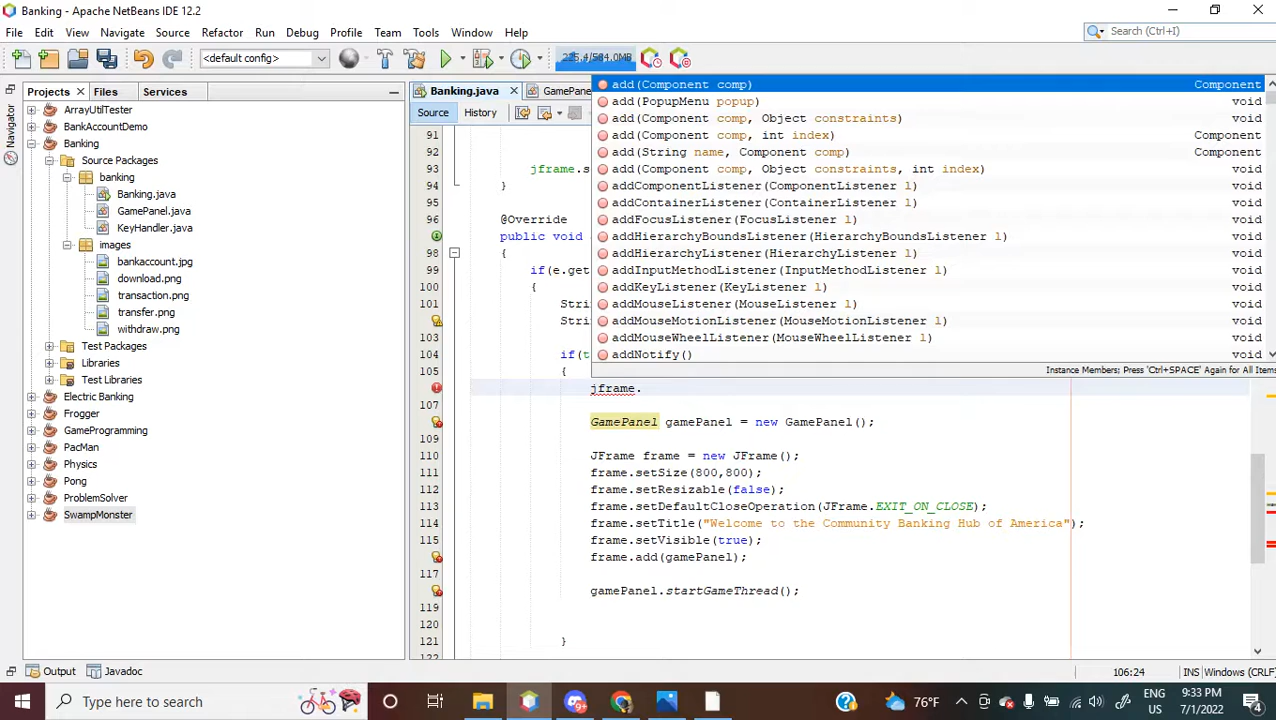 Banking - Apache NetBeans IDE 12.2
File Edit View Navigate Source Refactor Run Debug Profile Team Tools Window Help
Search (Ctrl+I)
<default config>
225.4/584.0MB
Projects Files Services
Navigator
ArrayUtilTester
BankAccountDemo
Banking
Source Packages
banking
Banking.java
GamePanel.java
KeyHandler.java
images
bankaccount.jpg
download.png
transaction.png
transfer.png
withdraw.png
Test Packages
Libraries
Test Libraries
Electric Banking
Frogger
GameProgramming
PacMan
Physics
Pong
ProblemSolver
SwampMonster
Banking.java GamePane
Source History
add(Component comp) Component
add(PopupMenu popup) void
add(Component comp, Object constraints) void
add(Component comp, int index) Component
add(String name, Component comp) Component
add(Component comp, Object constraints, int index) void
addComponentListener(ComponentListener l) void
addContainerListener(ContainerListener l) void
addFocusListener(FocusListener l) void
addHierarchyBoundsListener(HierarchyBoundsListener l) void
addHierarchyListener(HierarchyListener l) void
addInputMethodListener(InputMethodListener l) void
addKeyListener(KeyListener l) void
addMouseListener(MouseListener l) void
addMouseMotionListener(MouseMotionListener l) void
addMouseWheelListener(MouseWheelListener l) void
addNotify() void
Instance Members; Press 'Ctrl+SPACE' Again for All Items
91
92
93 jframe.s
94 }
95
96 @Override
public void
98 {
99 if(e.get
100 {
101 Stri
Stri
103
104 if(t
105 {
jframe.
107
GamePanel gamePanel = new GamePanel();
109
110 JFrame frame = new JFrame();
111 frame.setSize(800,800);
112 frame.setResizable(false);
113 frame.setDefaultCloseOperation(JFrame.EXIT_ON_CLOSE);
114 frame.setTitle("Welcome to the Community Banking Hub of America");
115 frame.setVisible(true);
frame.add(gamePanel);
117
gamePanel.startGameThread();
119
120
121 }
122
Output Javadoc
106:24 INS Windows (CRLF)
Type here to search
76°F
ENG
US
9:33 PM
7/1/2022
4